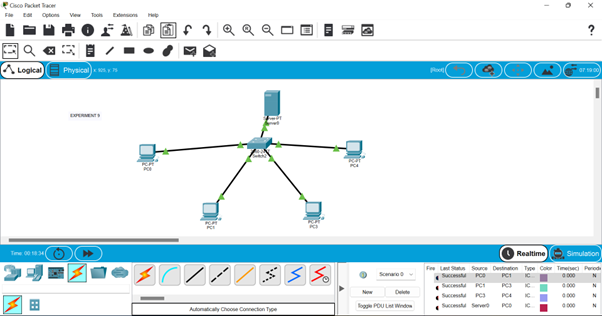 Cisco Packet Tracer
File Edit Options View Tools Extensions Help
Logical Physical x: 505 y: 75 [Root] 07:19:00
EXPERIMENT 9
Server-PT
Server0
Switch2
PC-PT
PC0
PC-PT
PC4
PC-PT
PC1
PC-PT
PC3
Time: 00:18:34 Realtime Simulation
Scenario 0
New Delete
Toggle PDU List Window
Automatically Choose Connection Type
Fire Last Status Source Destination Type Color Time(sec) Periodic
Successful PC0 PC1 IC... 0.000 N
Successful PC1 PC3 IC... 0.000 N
Successful PC3 PC4 IC... 0.000 N
Successful Server0 PC0 IC... 0.000 N